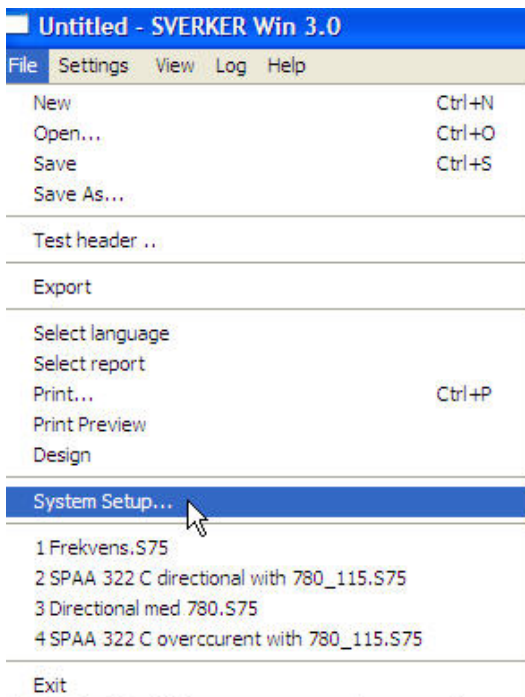 Untitled - SVERKER Win 3.0
File Settings View Log Help
New Ctrl+N
Open... Ctrl+O
Save Ctrl+S
Save As...
Test header ..
Export
Select language
Select report
Print... Ctrl+P
Print Preview
Design
System Setup...
1 Frekvens.S75
2 SPAA 322 C directional with 780_115.S75
3 Directional med 780.S75
4 SPAA 322 C overccurent with 780_115.S75
Exit